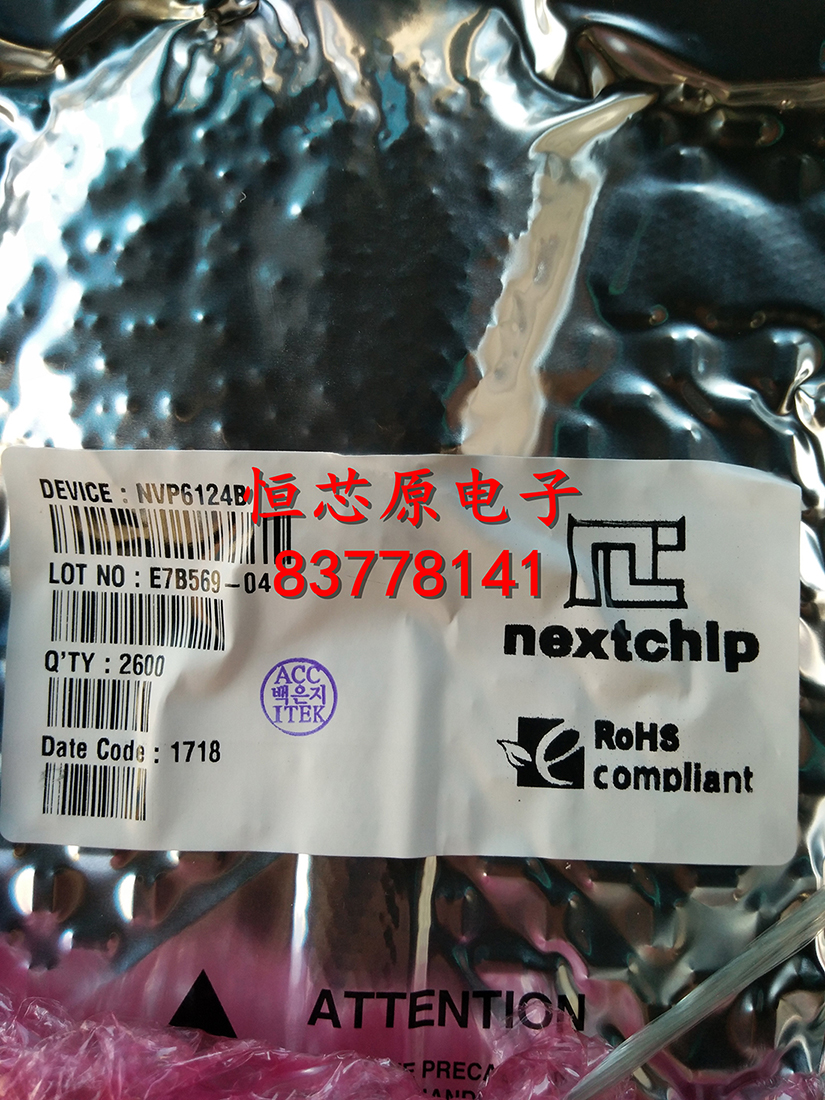 DEVICE : NVP6124B
恒芯原电子
LOT NO : E7B569-04
83778141
Q'TY : 2600
Date Code : 1718
ACC
백은지
ITEK
nextchip
RoHS
compliant
ATTENTION
PRECA